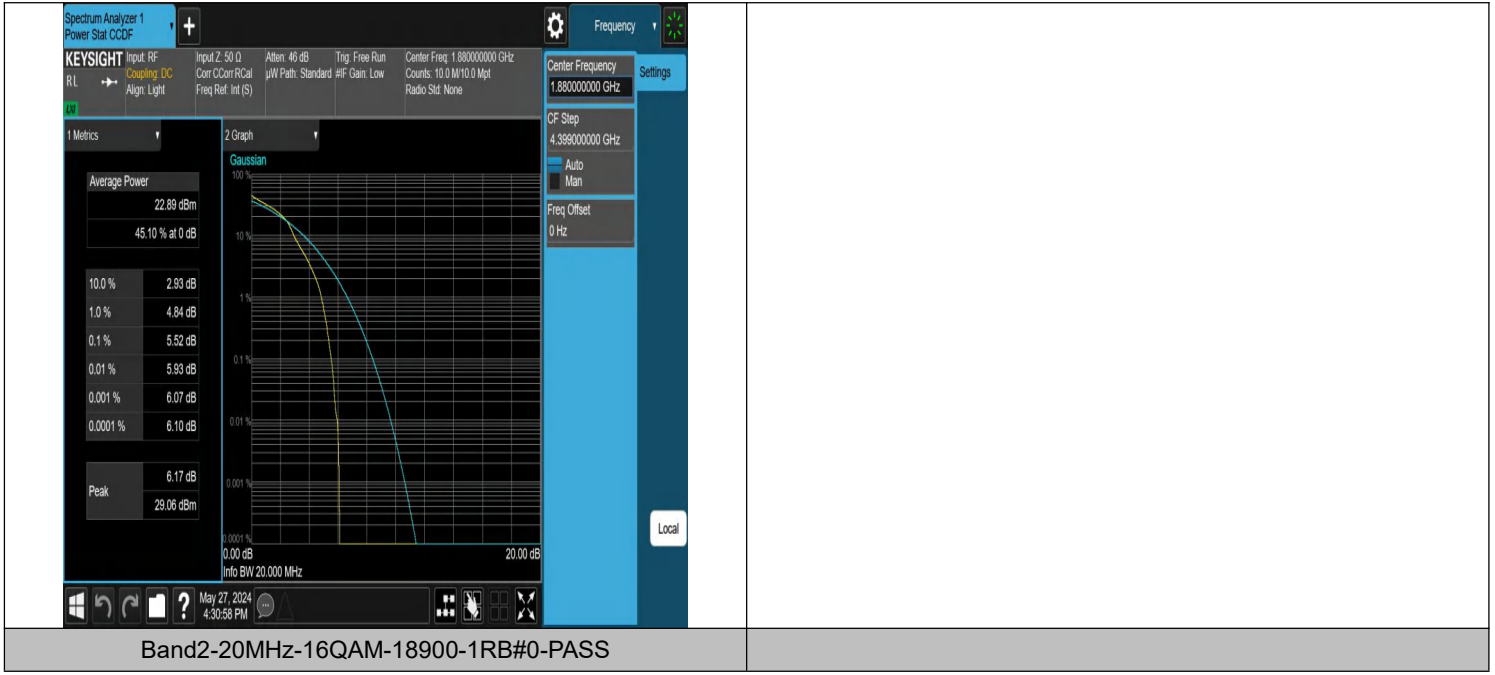 Spectrum Analyzer 1
Power Stat CCDF
Frequency
KEYSIGHT
Input: RF
Coupling: DC
Align: Light
Input Z: 50 Ω
Corr CCorr RCal
Freq Ref: Int (S)
Atten: 46 dB
µW Path: Standard
Trig: Free Run
#IF Gain: Low
Center Freq: 1.880000000 GHz
Counts: 10.0 M/10.0 Mpt
Radio Std: None
R L
LXI
Center Frequency
1.880000000 GHz
Settings
CF Step
4.399000000 GHz
Auto
Man
Freq Offset
0 Hz
1 Metrics
Average Power
22.89 dBm
45.10 % at 0 dB
10.0 % 2.93 dB
1.0 % 4.84 dB
0.1 % 5.52 dB
0.01 % 5.93 dB
0.001 % 6.07 dB
0.0001 % 6.10 dB
Peak
6.17 dB
29.06 dBm
2 Graph
Gaussian
100 %
10 %
1 %
0.1 %
0.01 %
0.001 %
0.0001 %
0.00 dB
20.00 dB
Info BW 20.000 MHz
Local
?
May 27, 2024
4:30:58 PM
Band2-20MHz-16QAM-18900-1RB#0-PASS